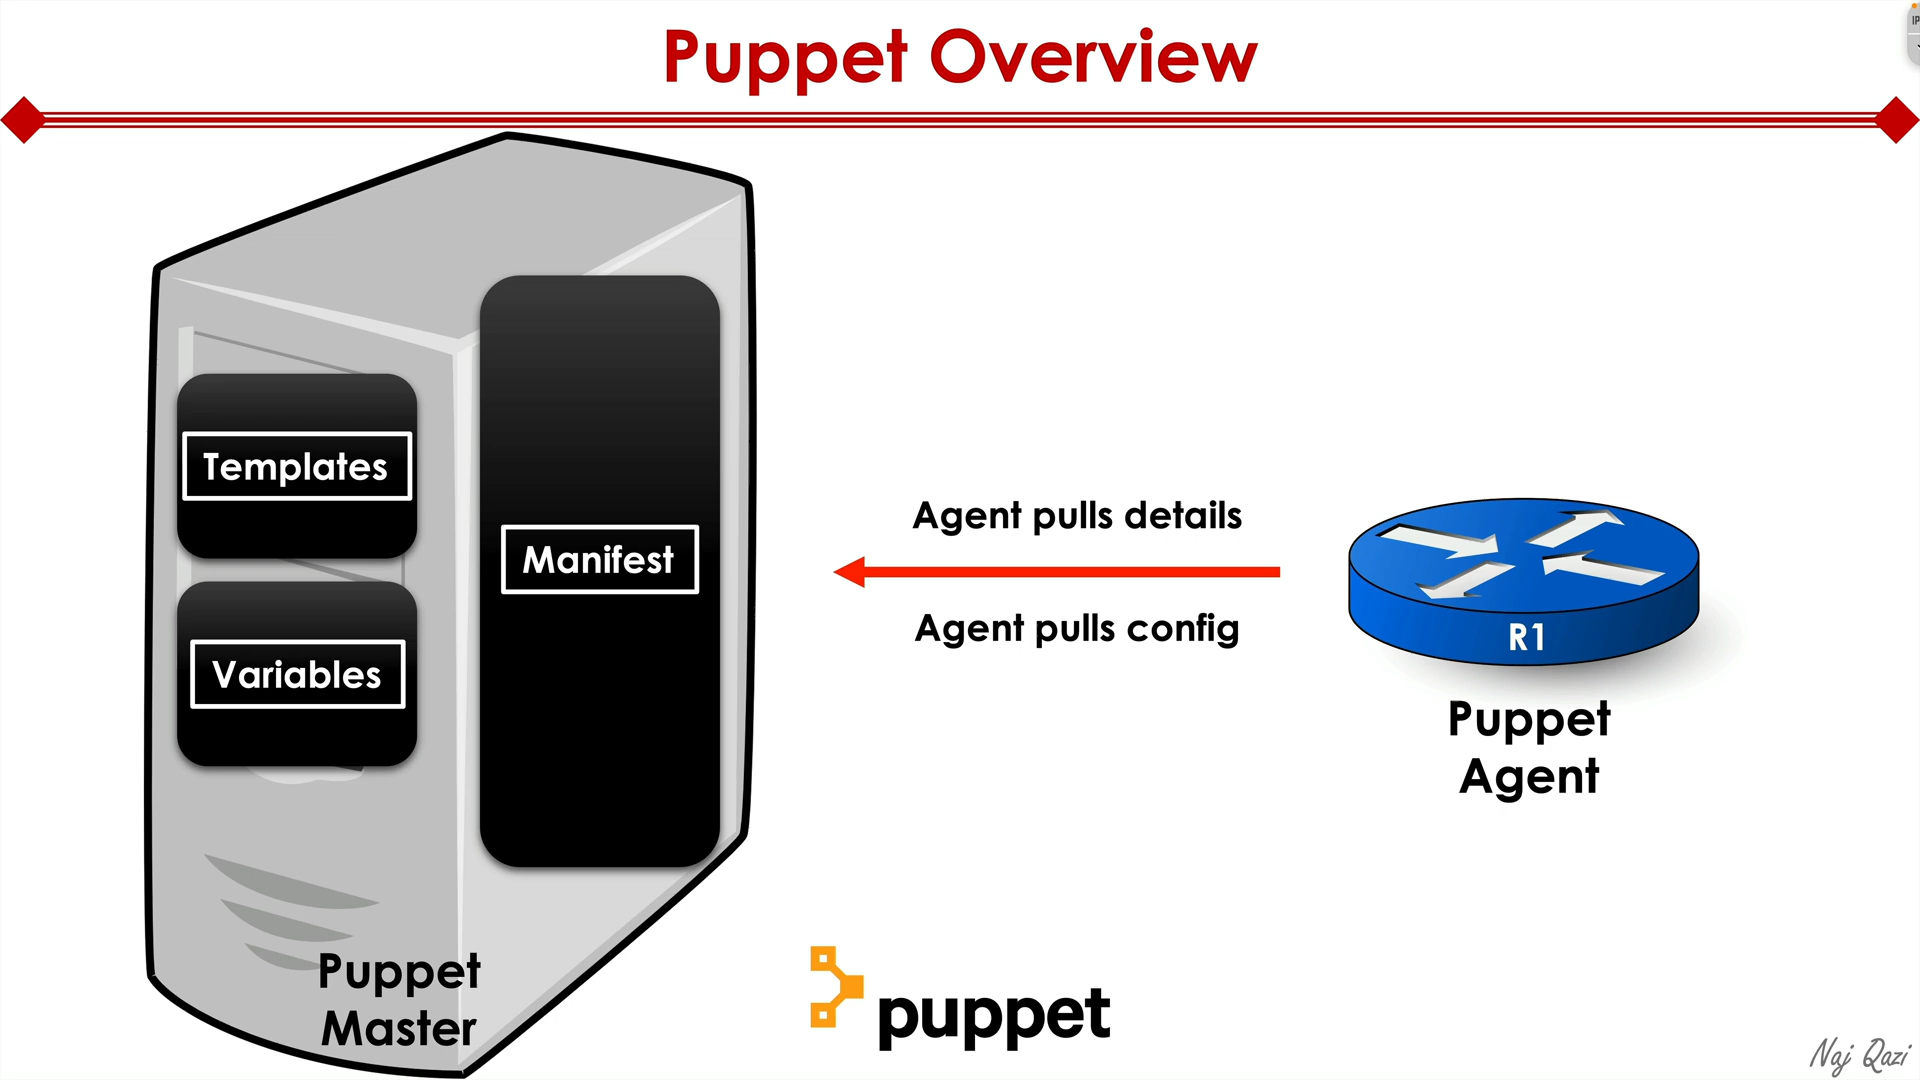 Puppet Overview
IP
Templates
Variables
Manifest
Agent pulls details
Agent pulls config
R1
Puppet
Agent
Puppet
Master
puppet
Naj Qazi